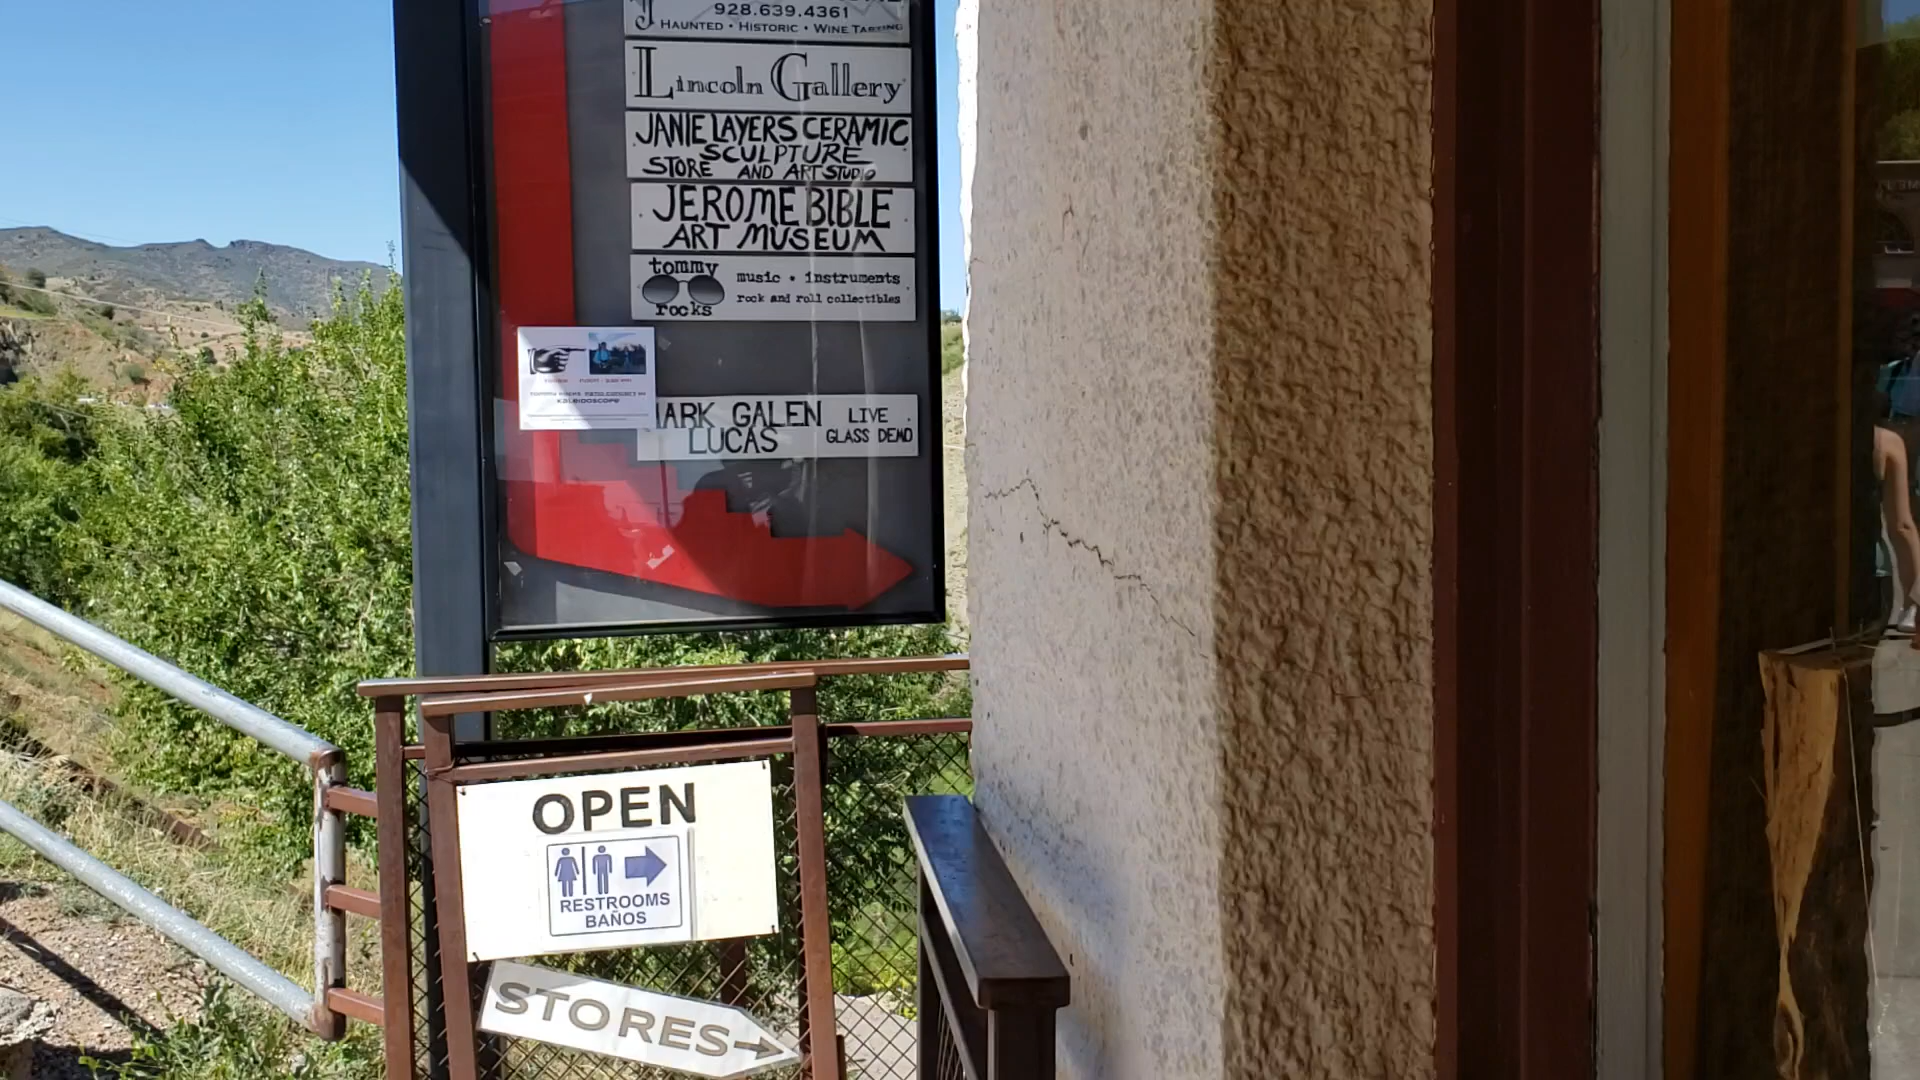 928.639.4361
HAUNTED • HISTORIC • WINE TASTING
Lincoln Gallery
JANIE LAYERS CERAMIC
SCULPTURE
STORE AND ART STUDIO
JEROME BIBLE
ART MUSEUM
tommy
rocks
music • instruments
rock and roll collectibles
KALEIDOSCOPE
ARK GALEN
LUCAS
LIVE
GLASS DEMO
OPEN
RESTROOMS
BAÑOS
STORES